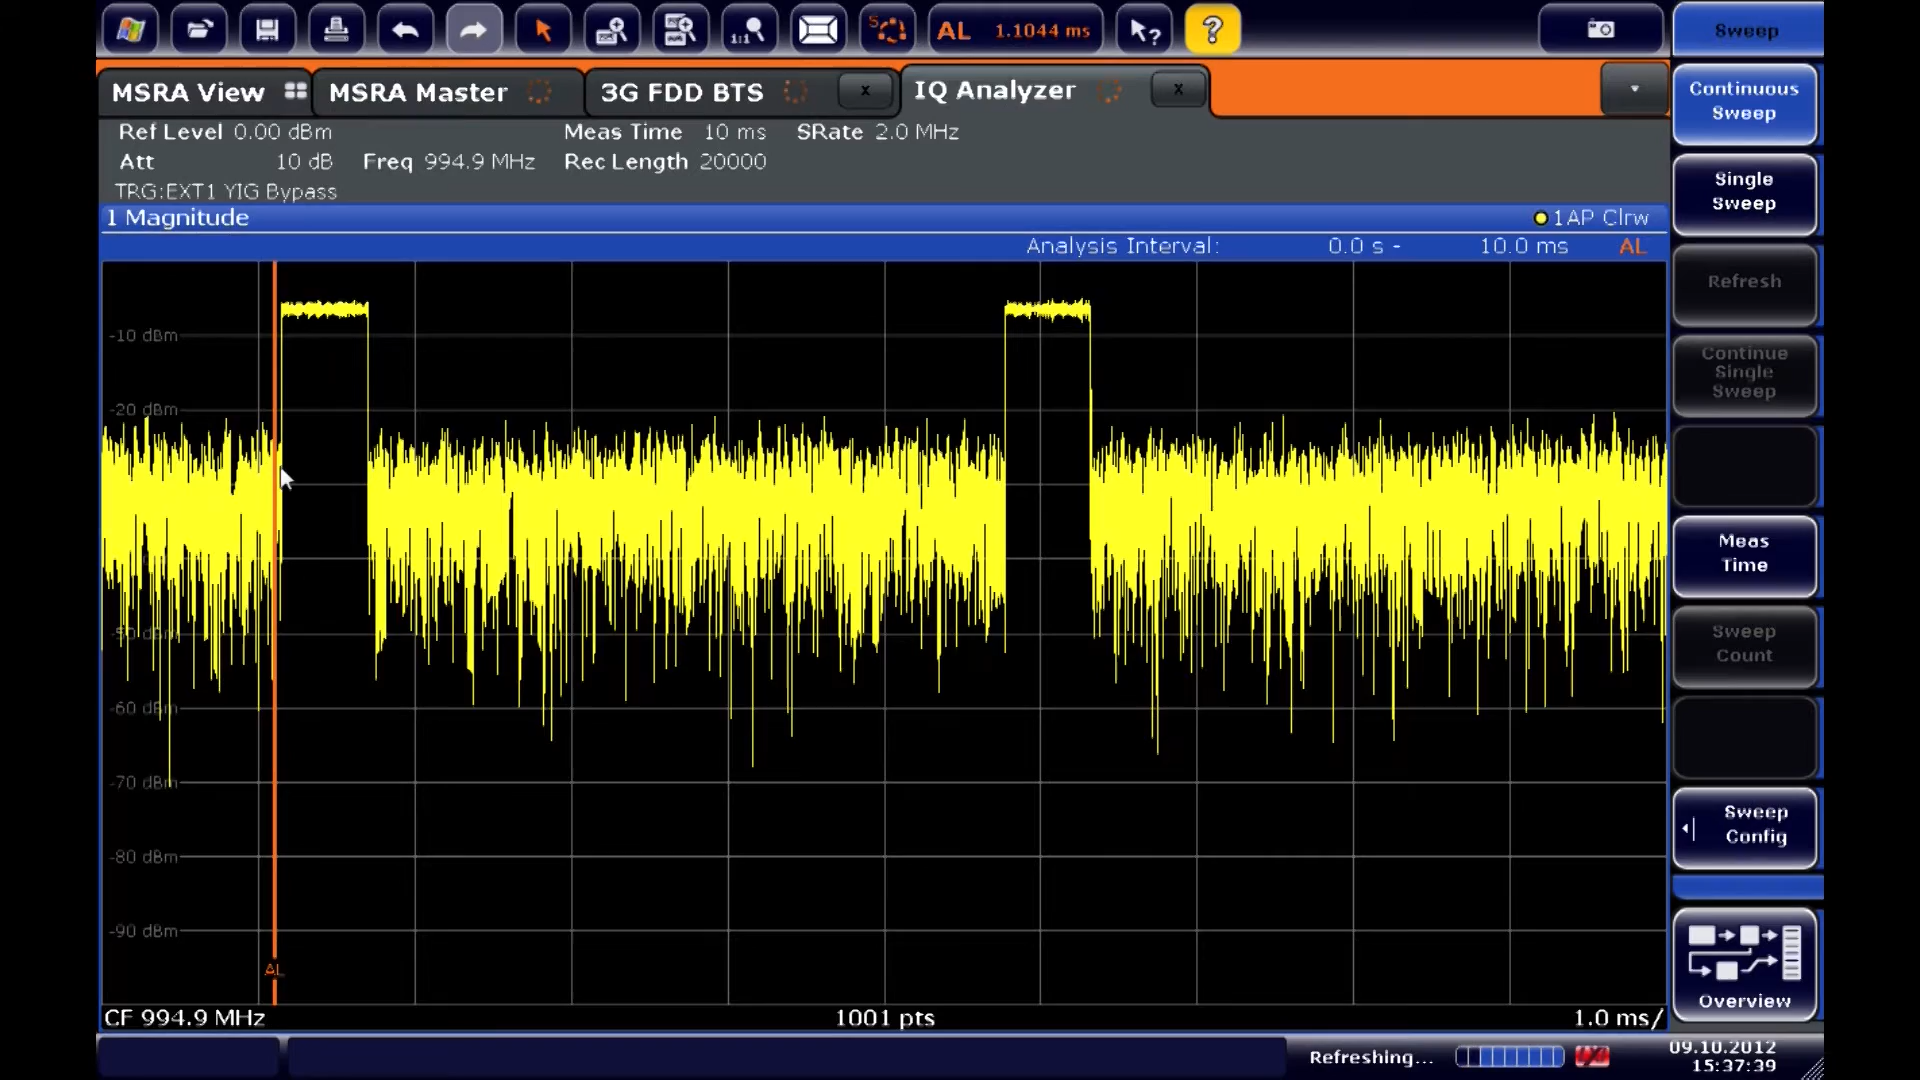 AL 1.1044 ms
Sweep
MSRA View
MSRA Master
3G FDD BTS
x
IQ Analyzer
x
Ref Level 0.00 dBm
Meas Time 10 ms
SRate 2.0 MHz
Att 10 dB
Freq 994.9 MHz
Rec Length 20000
TRG:EXT1 YIG Bypass
1 Magnitude
1AP Clrw
Analysis Interval: 0.0 s - 10.0 ms
AL
-10 dBm
-20 dBm
-50 dBm
-60 dBm
-70 dBm
-80 dBm
-90 dBm
AL
CF 994.9 MHz
1001 pts
1.0 ms/
Continuous
Sweep
Single
Sweep
Refresh
Continue
Single
Sweep
Meas
Time
Sweep
Count
Sweep
Config
Overview
Refreshing...
09.10.2012
15:37:39
1:1
S
?
?